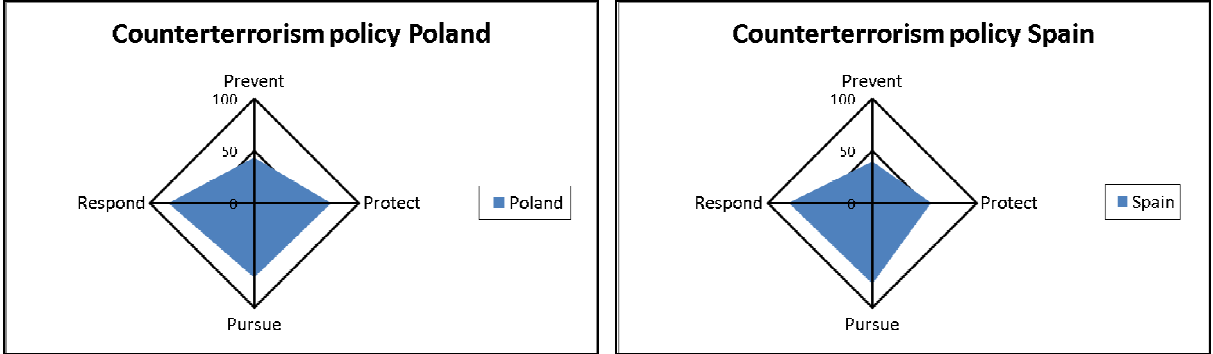 Counterterrorism policy Poland
Prevent
100
50
Respond
0
Protect
Poland
Pursue
Counterterrorism policy Spain
Prevent
100
50
Respond
0
Protect
Spain
Pursue